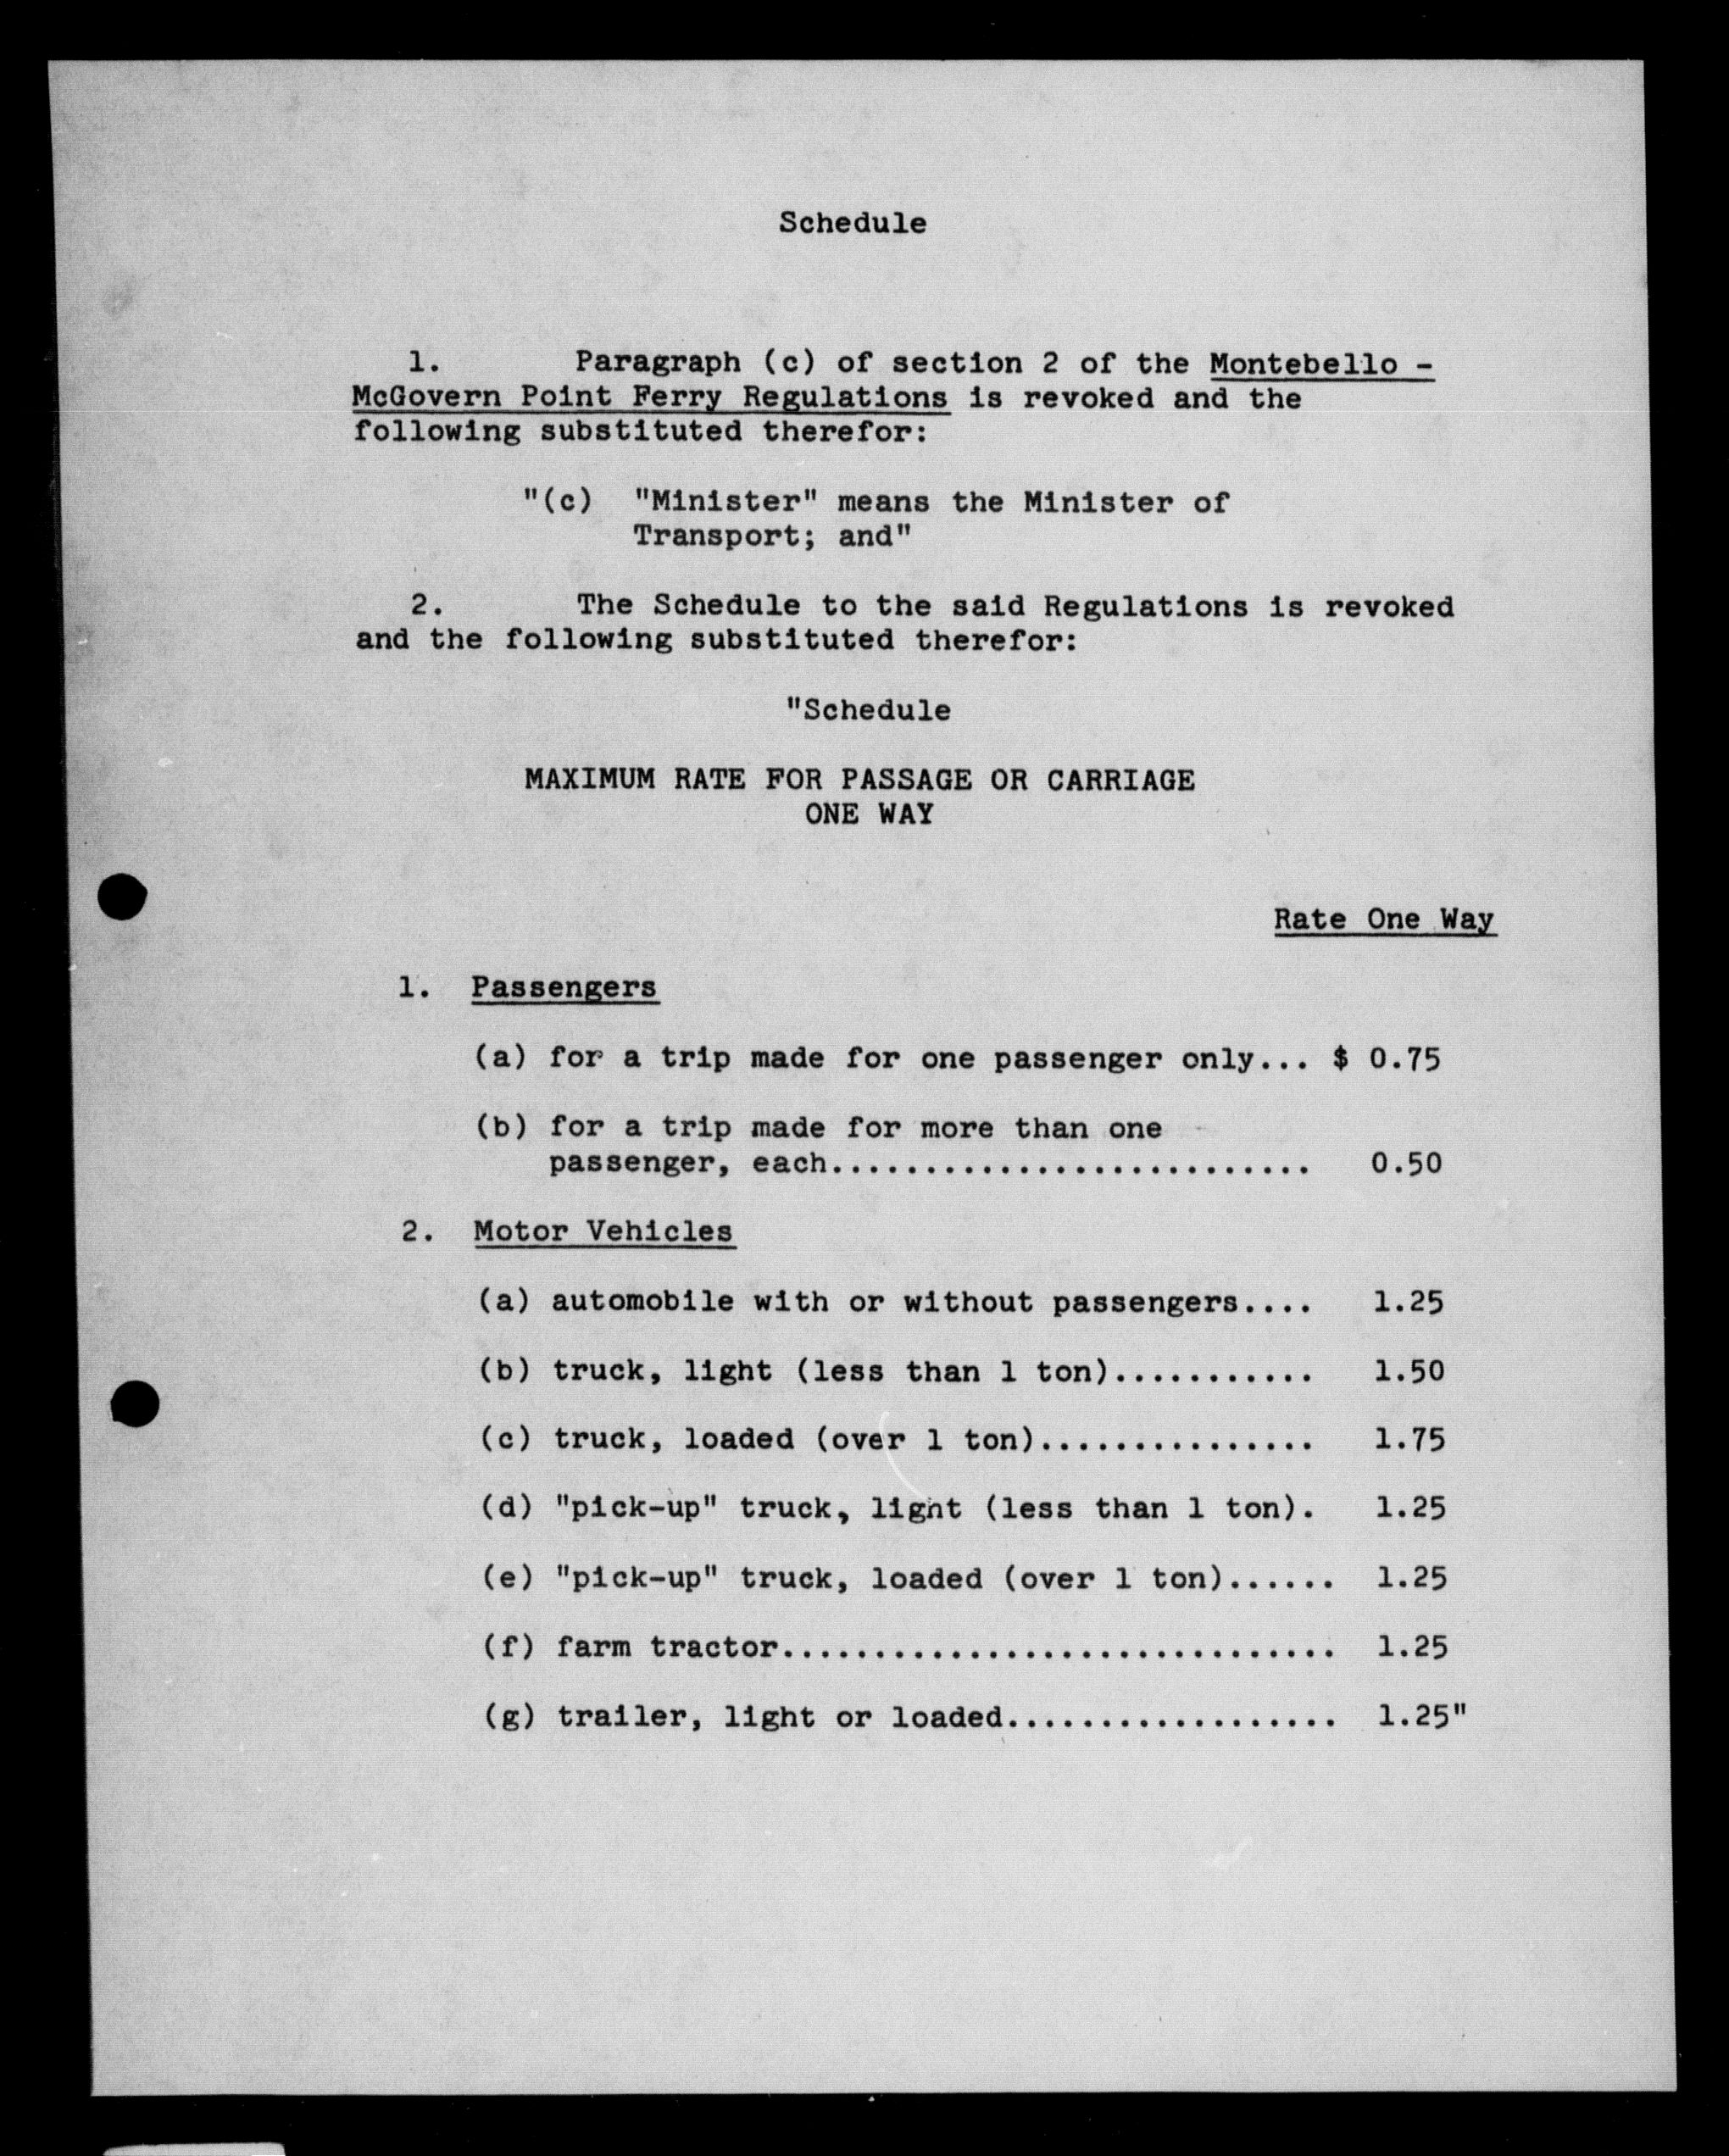 Schedule
1. Paragraph (c) of section 2 of the Montebello -
McGovern Point Ferry Regulations is revoked and the
following substituted therefor:
"(c) "Minister" means the Minister of
Transport; and"
2. The Schedule to the said Regulations is revoked
and the following substituted therefor:
"Schedule
MAXIMUM RATE FOR PASSAGE OR CARRIAGE
ONE WAY
Rate One Way
1. Passengers
(a) for a trip made for one passenger only... $ 0.75
(b) for a trip made for more than one
passenger, each.......................... 0.50
2. Motor Vehicles
(a) automobile with or without passengers.... 1.25
(b) truck, light (less than 1 ton)........... 1.50
(c) truck, loaded (over 1 ton)............... 1.75
(d) "pick-up" truck, light (less than 1 ton). 1.25
(e) "pick-up" truck, loaded (over 1 ton)...... 1.25
(f) farm tractor.............................. 1.25
(g) trailer, light or loaded.................. 1.25"